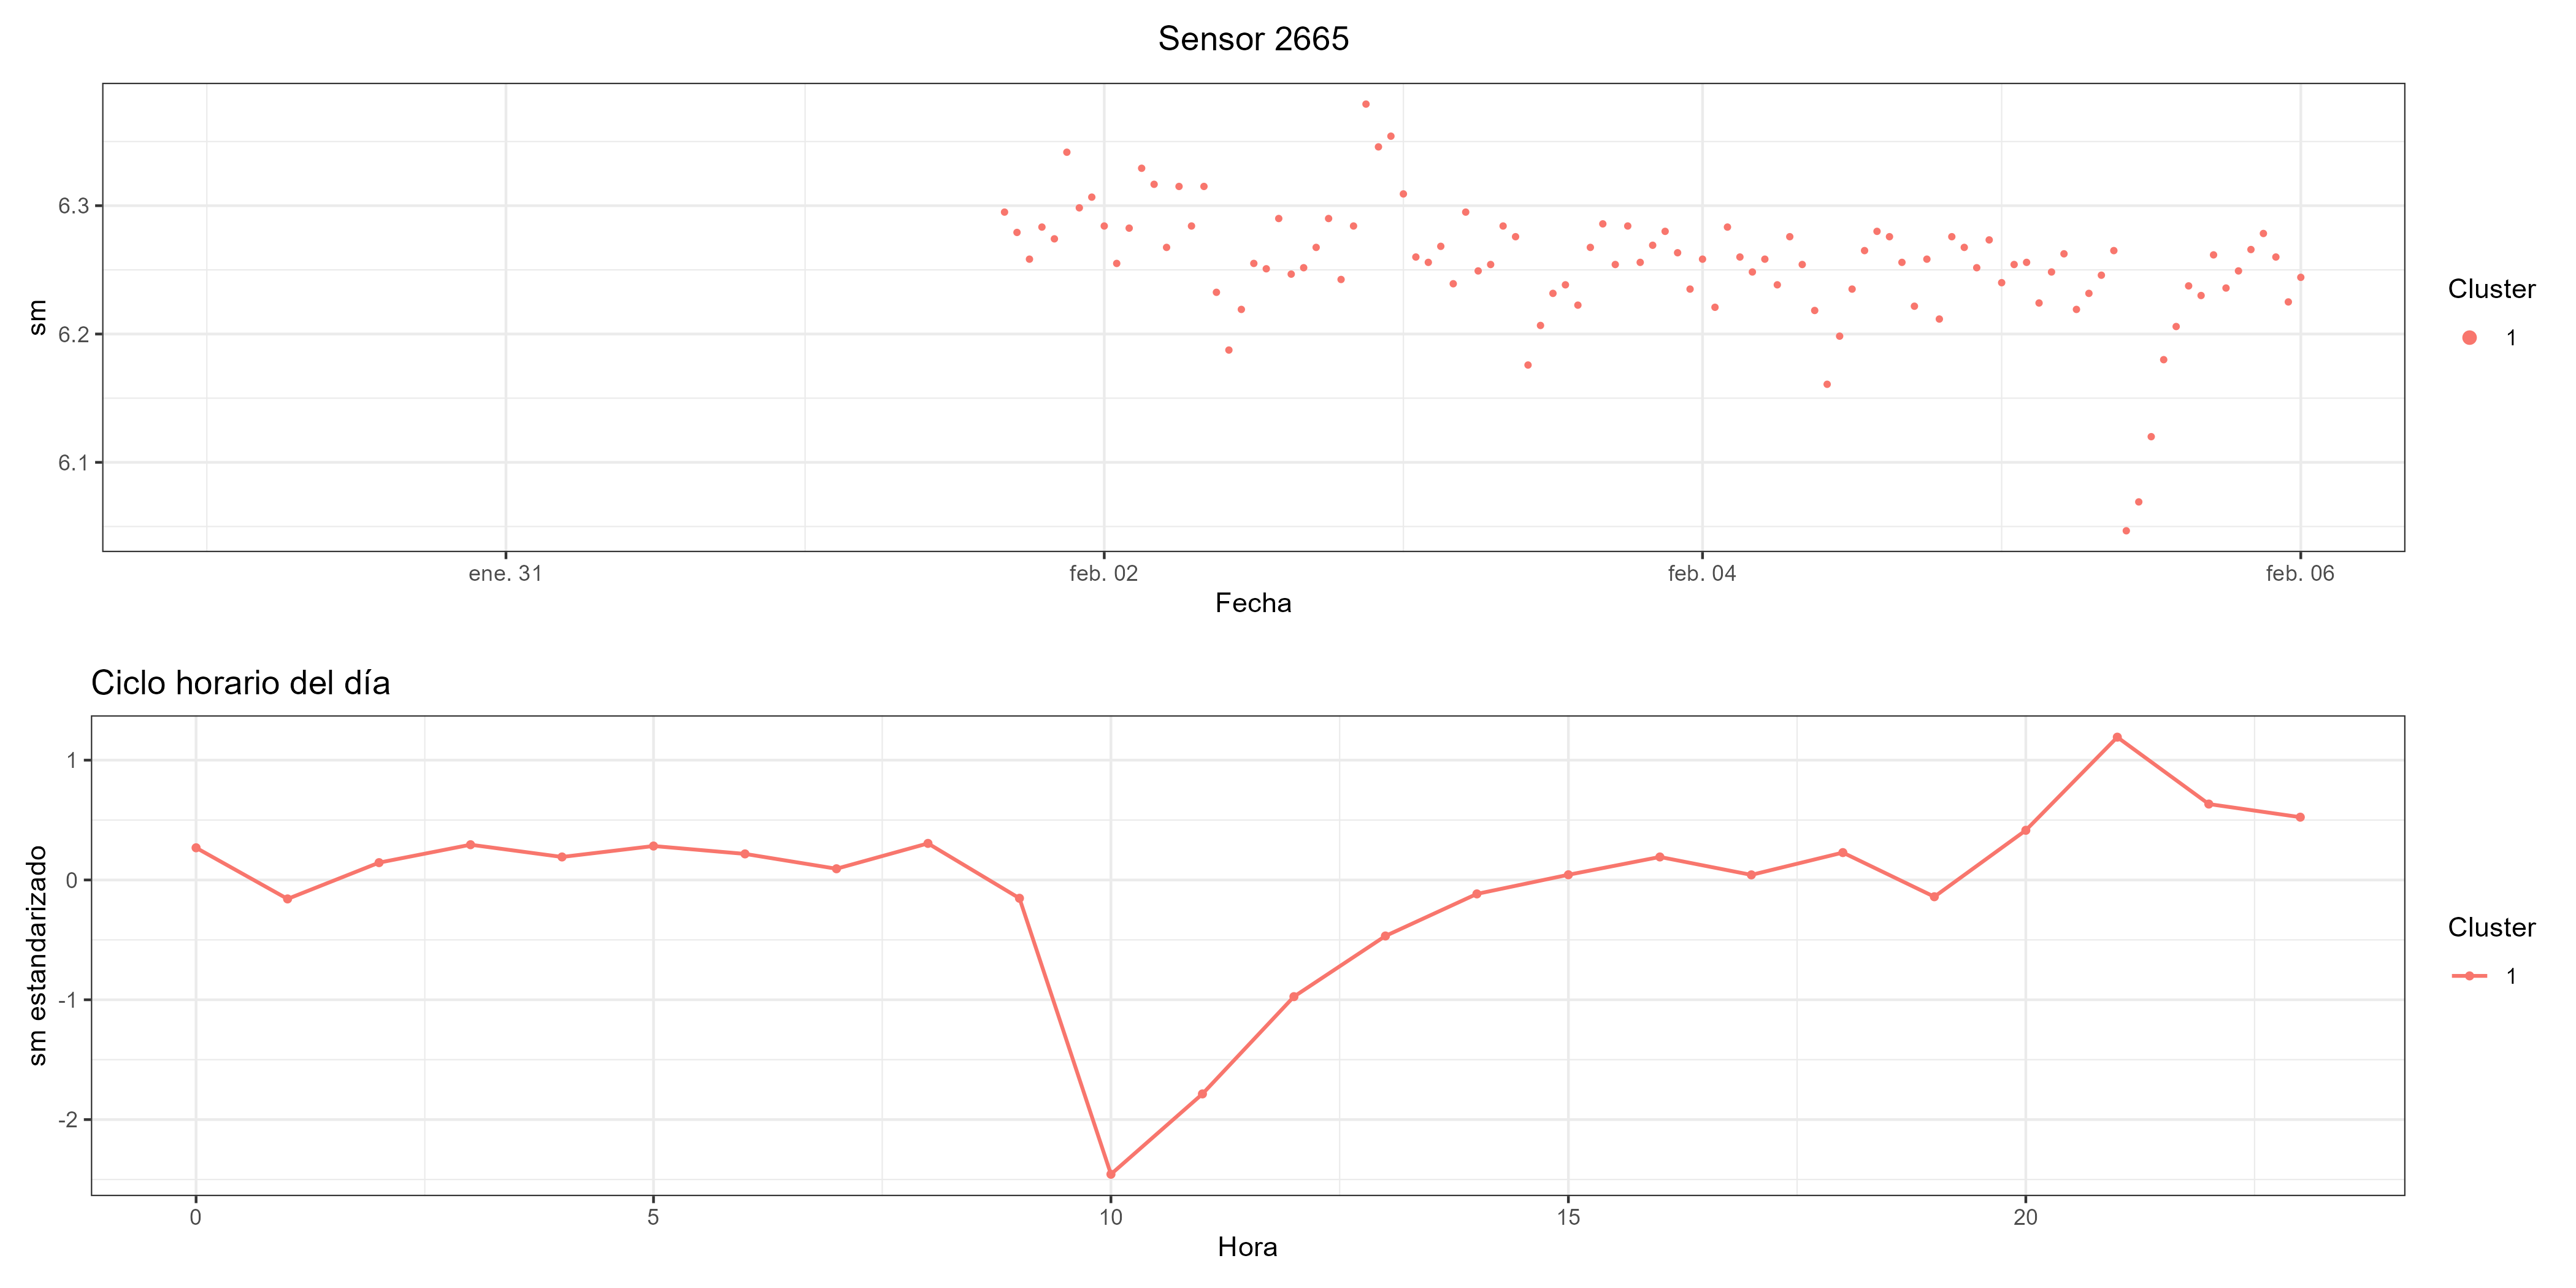 Sensor 2665
6.3
6.2
6.1
sm
ene. 31
feb. 02
feb. 04
feb. 06
Fecha
Cluster
1
Ciclo horario del día
1
0
-1
-2
sm estandarizado
0
5
10
15
20
Hora
Cluster
1